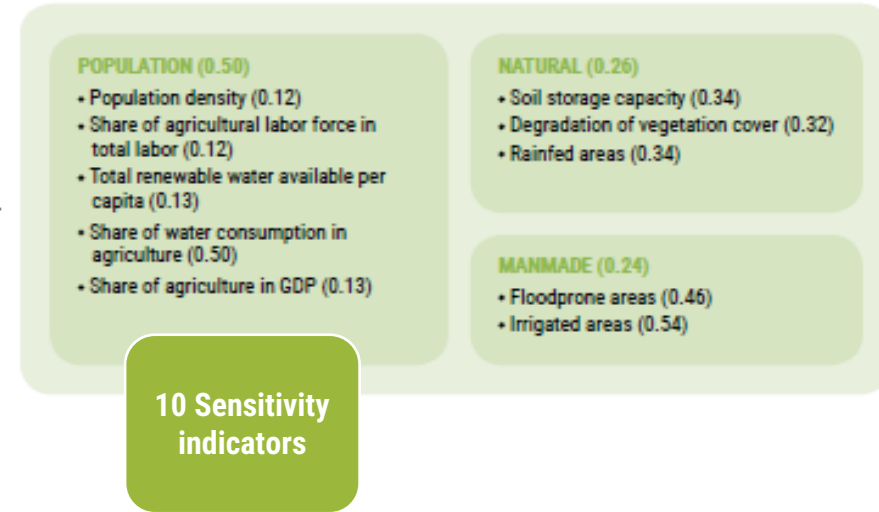 POPULATION (0.50)
• Population density (0.12)
• Share of agricultural labor force in
total labor (0.12)
• Total renewable water available per
capita (0.13)
• Share of water consumption in
agriculture (0.50)
• Share of agriculture in GDP (0.13)
NATURAL (0.26)
• Soil storage capacity (0.34)
• Degradation of vegetation cover (0.32)
• Rainfed areas (0.34)
MANMADE (0.24)
• Floodprone areas (0.46)
• Irrigated areas (0.54)
10 Sensitivity
indicators